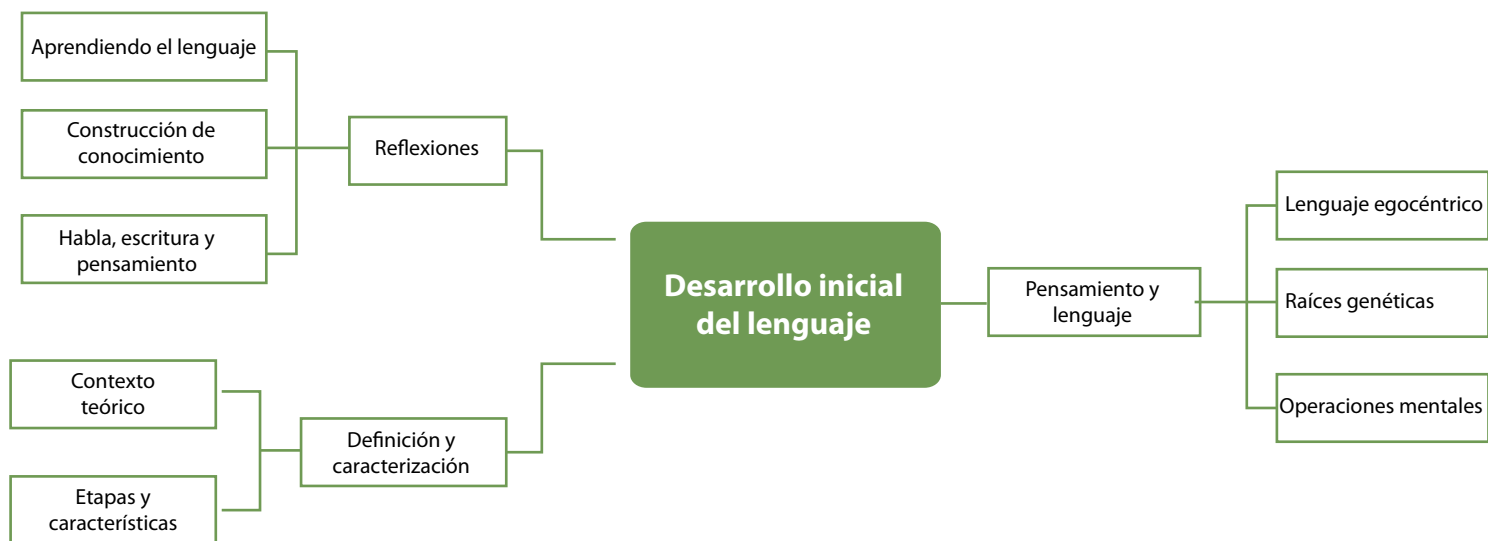 Aprendiendo el lenguaje
Construcción de
conocimiento
Habla, escritura y
pensamiento
Reflexiones
Contexto
teórico
Etapas y
características
Definición y
caracterización
Desarrollo inicial
del lenguaje
Pensamiento y
lenguaje
Lenguaje egocéntrico
Raíces genéticas
Operaciones mentales